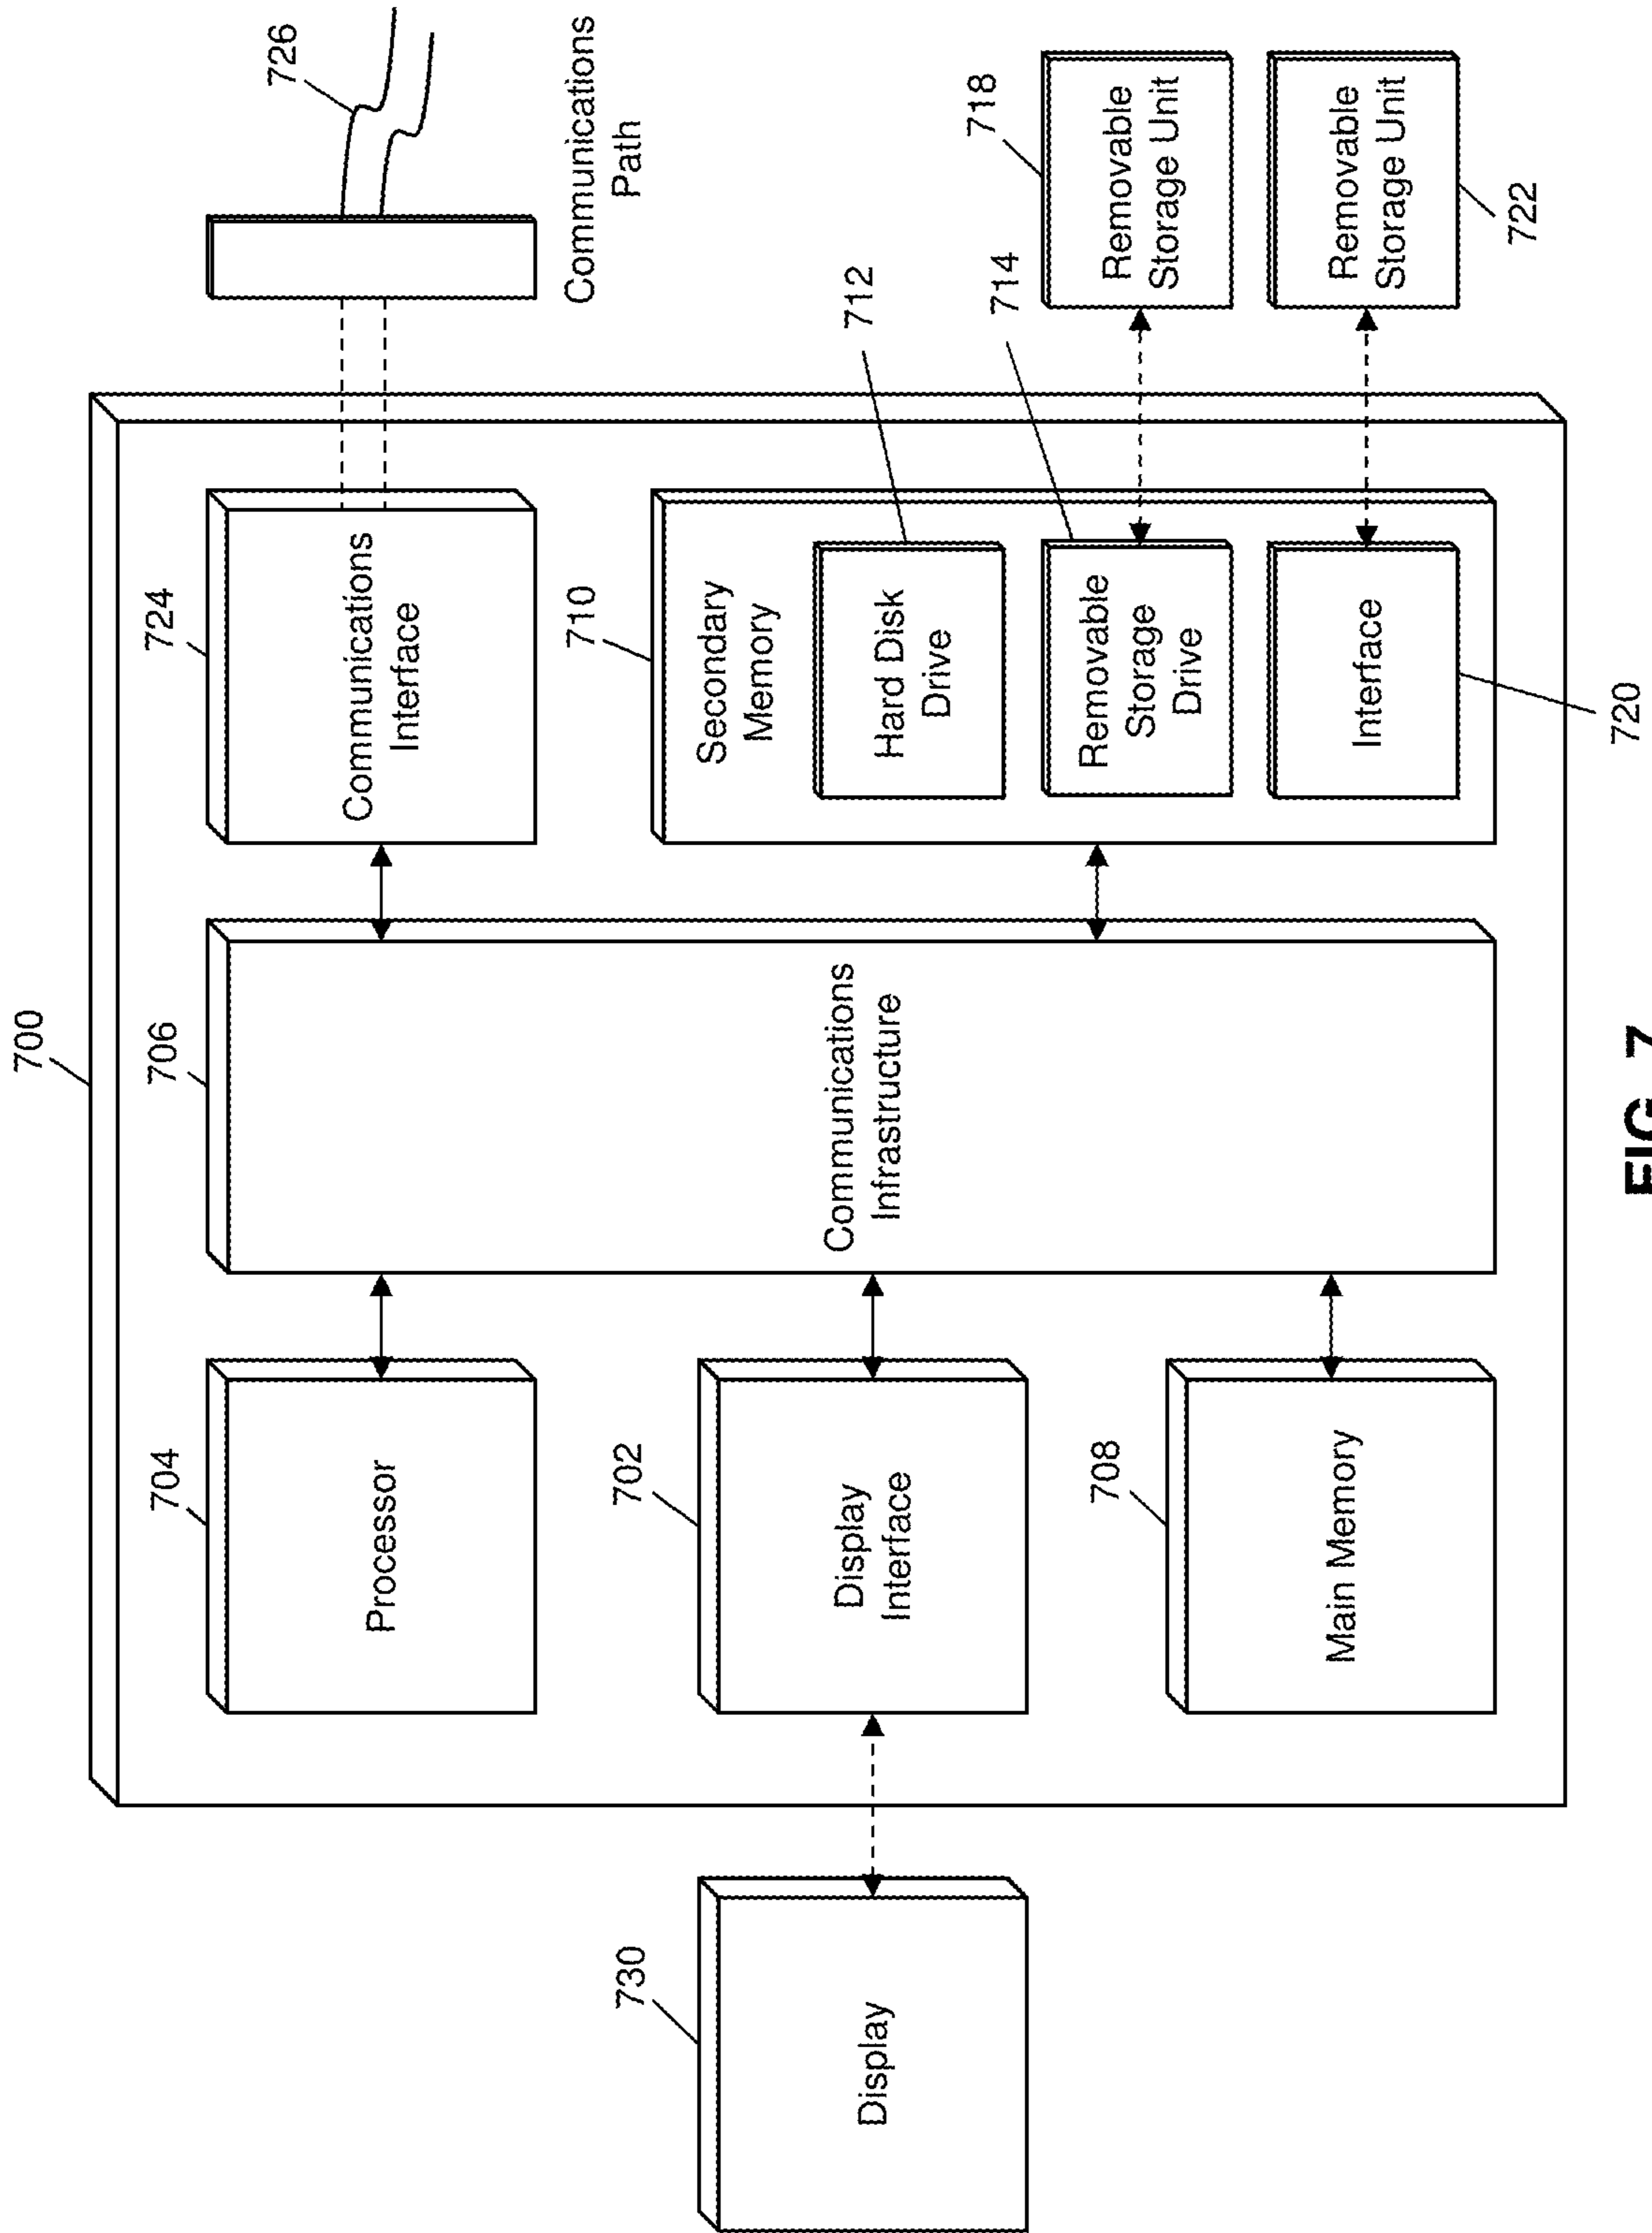 700
704
Processor
706
724
Communications
Interface
726
Communications
Path
730
Display
702
Display
Interface
Communications
Infrastructure
710
Secondary
Memory
712
Hard Disk
Drive
714
Removable
Storage
Drive
718
Removable
Storage Unit
708
Main Memory
Interface
720
Removable
Storage Unit
722
FIG. 7